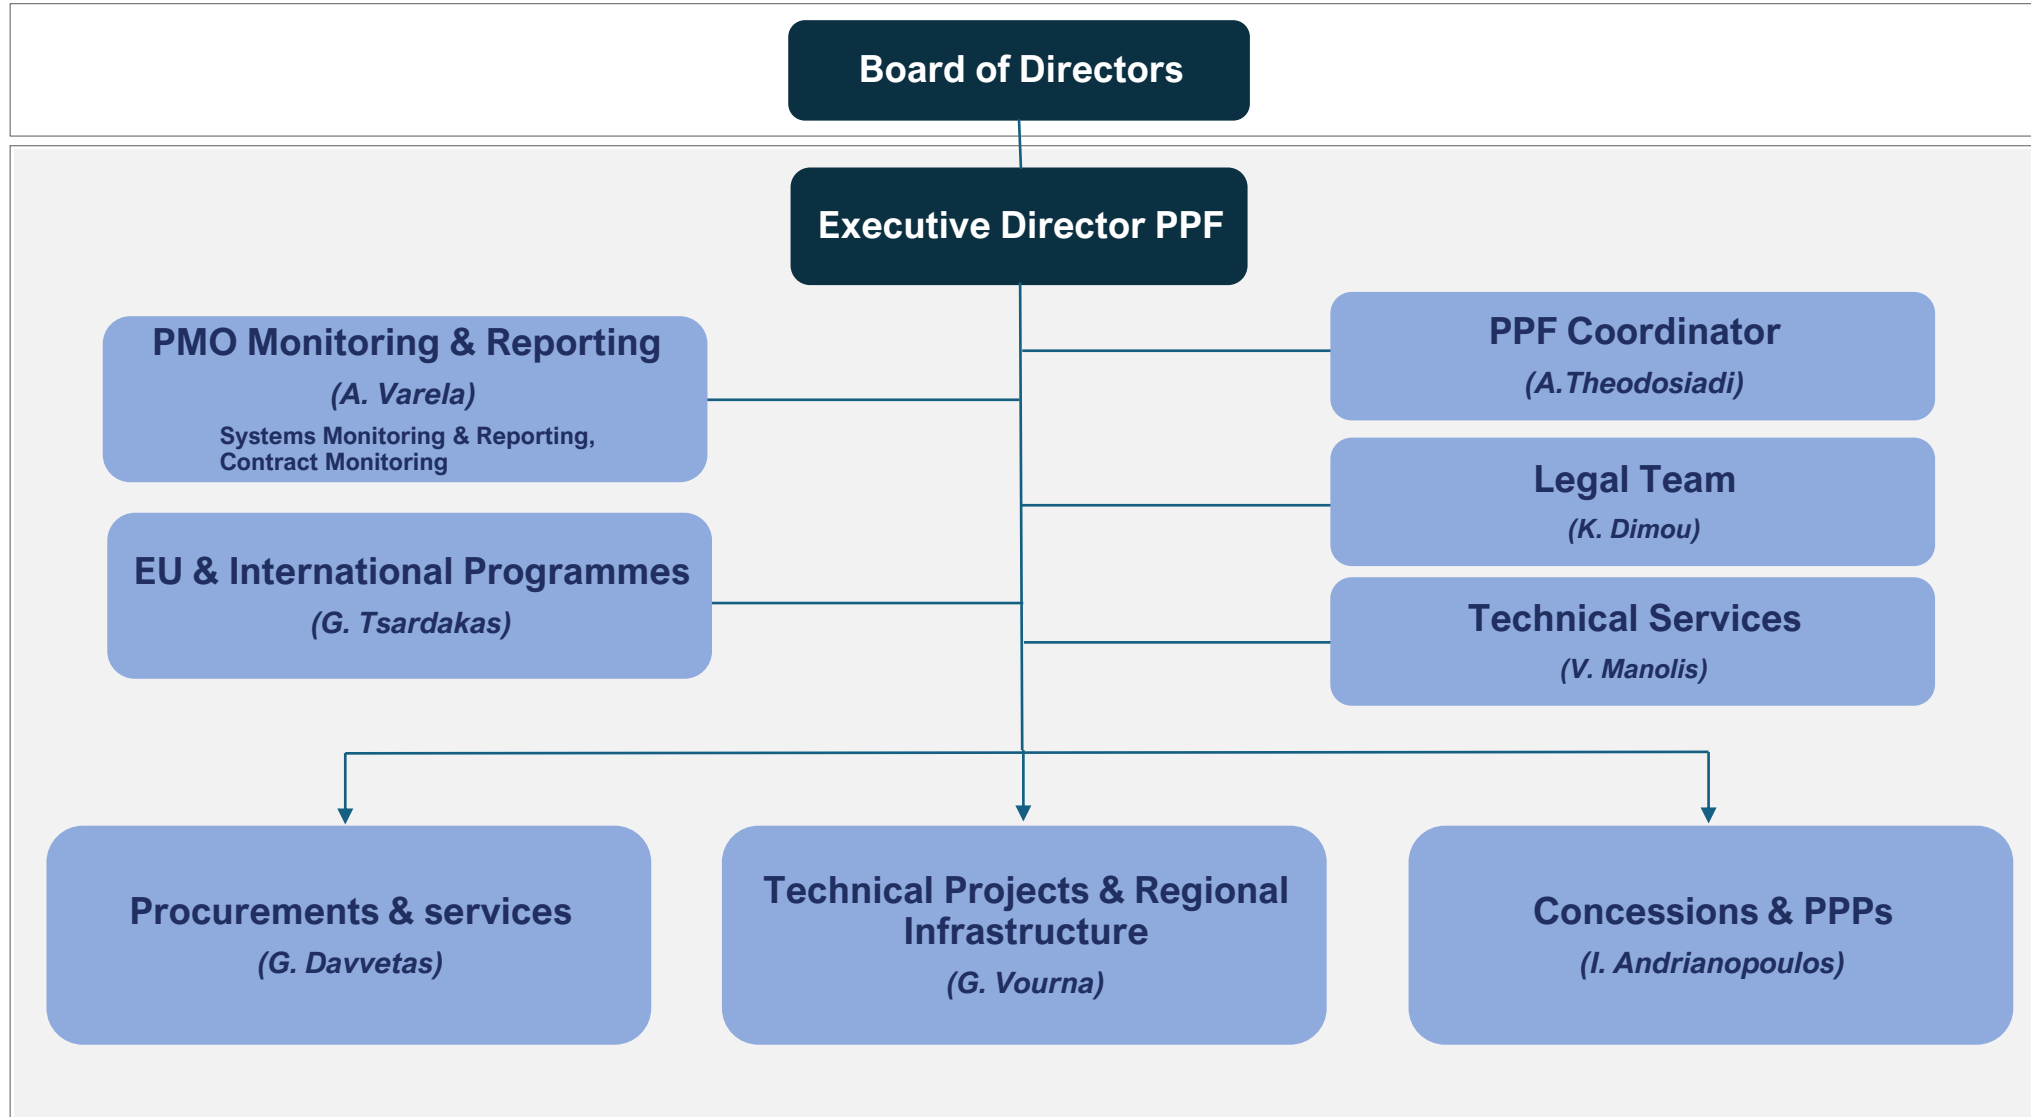 Board of Directors
Executive Director PPF
PMO Monitoring & Reporting
(A. Varela)
Systems Monitoring & Reporting,
Contract Monitoring
PPF Coordinator
(A.Theodosiadi)
Legal Team
(K. Dimou)
EU & International Programmes
(G. Tsardakas)
Technical Services
(V. Manolis)
Procurements & services
(G. Davvetas)
Technical Projects & Regional
Infrastructure
(G. Vourna)
Concessions & PPPs
(I. Andrianopoulos)